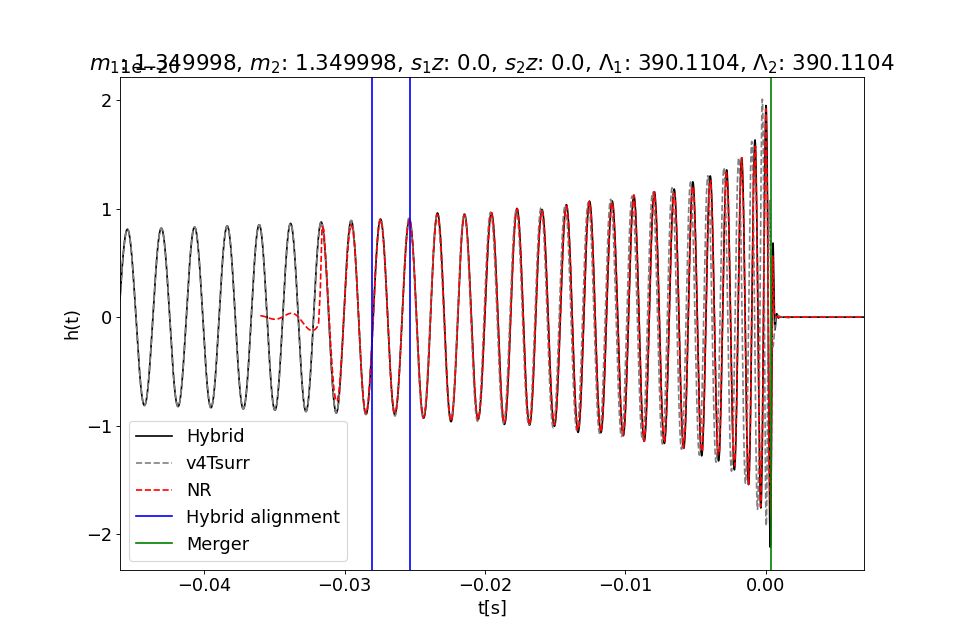 m₁: 1.349998, m₂: 1.349998, s₁z: 0.0, s₂z: 0.0, Λ₁: 390.1104, Λ₂: 390.1104
1e−20
2
1
0
−1
−2
h(t)
Hybrid
v4Tsurr
NR
Hybrid alignment
Merger
−0.04 −0.03 −0.02 −0.01 0.00
t[s]